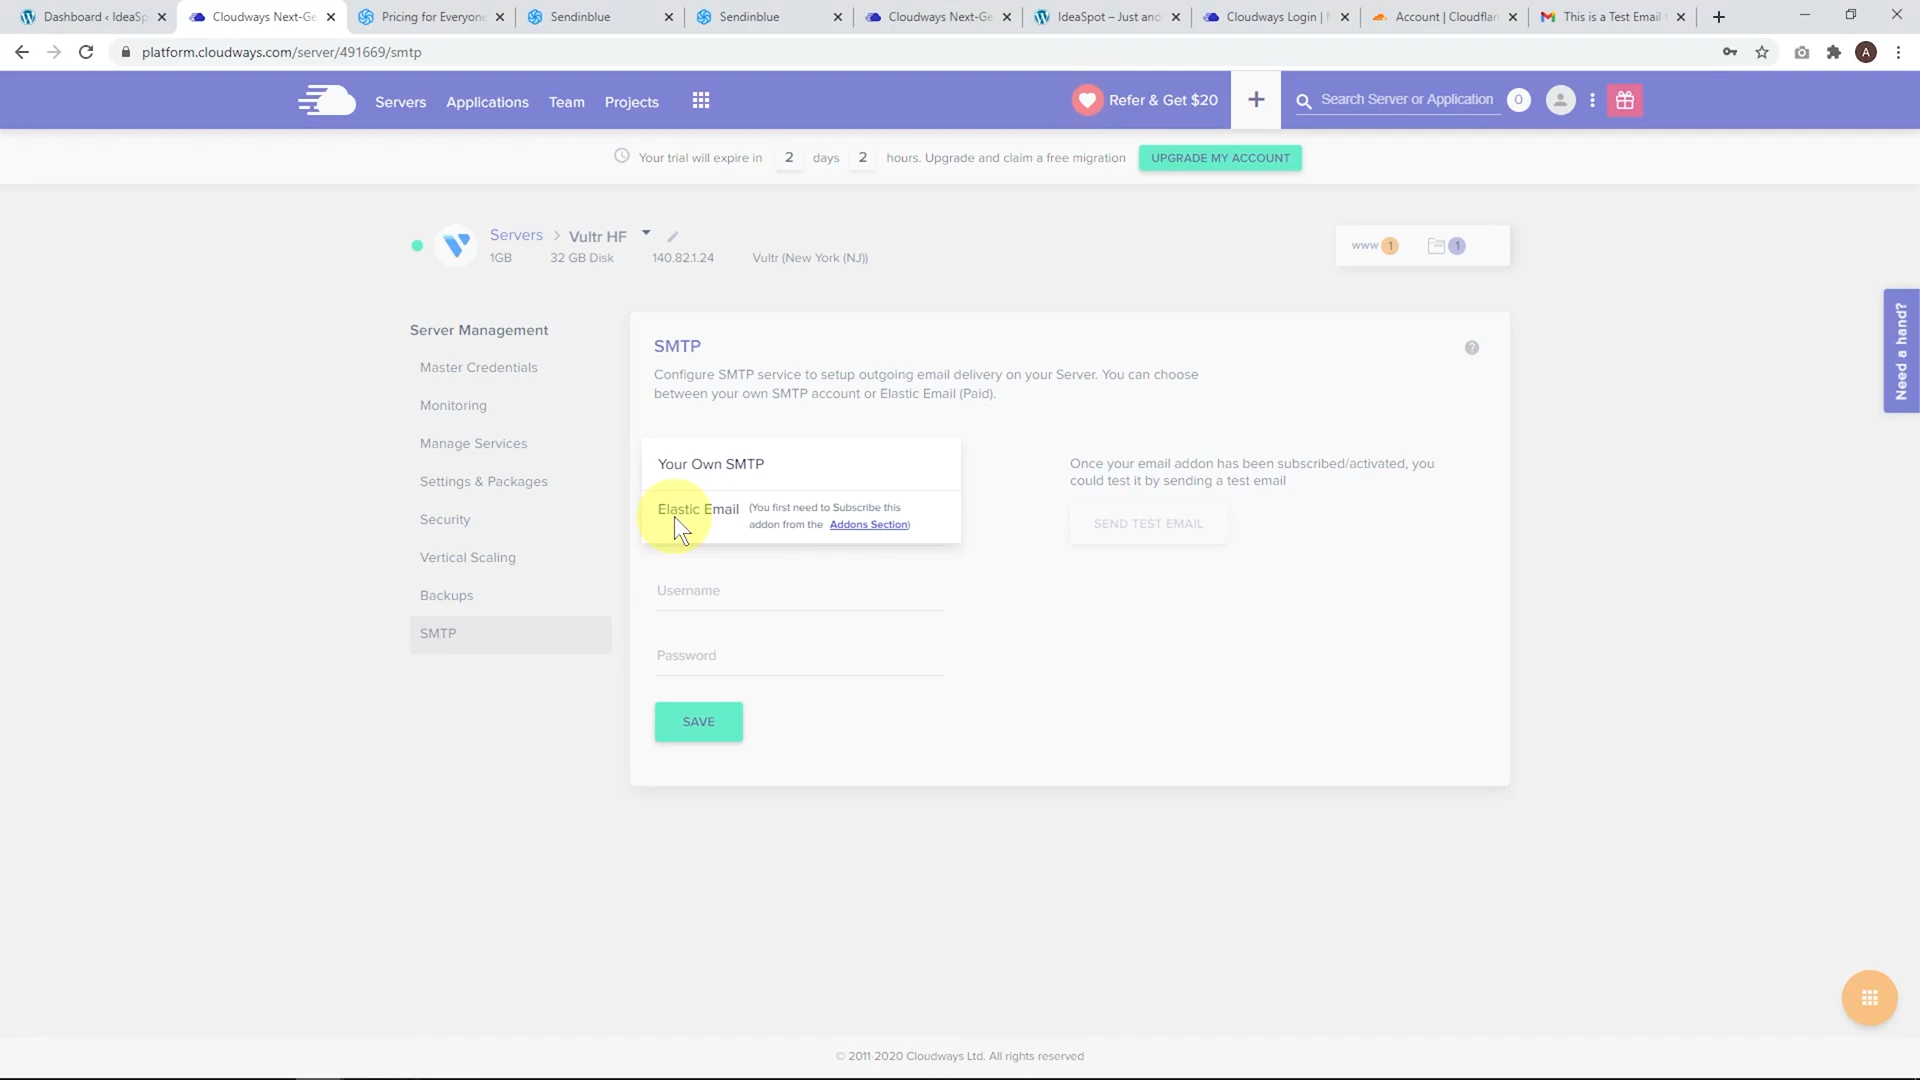 Dashboard ‹ IdeaSp
Cloudways Next-Ge
Pricing for Everyone
Sendinblue
Sendinblue
Cloudways Next-Ge
IdeaSpot – Just ano
Cloudways Login | N
Account | Cloudflar
This is a Test Email
platform.cloudways.com/server/491669/smtp
A
Servers
Applications
Team
Projects
Refer & Get $20
Search Server or Application
0
Your trial will expire in 2 days 2 hours. Upgrade and claim a free migration
UPGRADE MY ACCOUNT
Servers > Vultr HF
1GB
32 GB Disk
140.82.1.24
Vultr (New York (NJ))
www 1
1
Need a hand?
Server Management
Master Credentials
Monitoring
Manage Services
Settings & Packages
Security
Vertical Scaling
Backups
SMTP
SMTP
Configure SMTP service to setup outgoing email delivery on your Server. You can choose
between your own SMTP account or Elastic Email (Paid).
Your Own SMTP
Elastic Email
(You first need to Subscribe this
addon from the Addons Section)
Username
Password
SAVE
Once your email addon has been subscribed/activated, you
could test it by sending a test email
SEND TEST EMAIL
© 2011-2020 Cloudways Ltd. All rights reserved